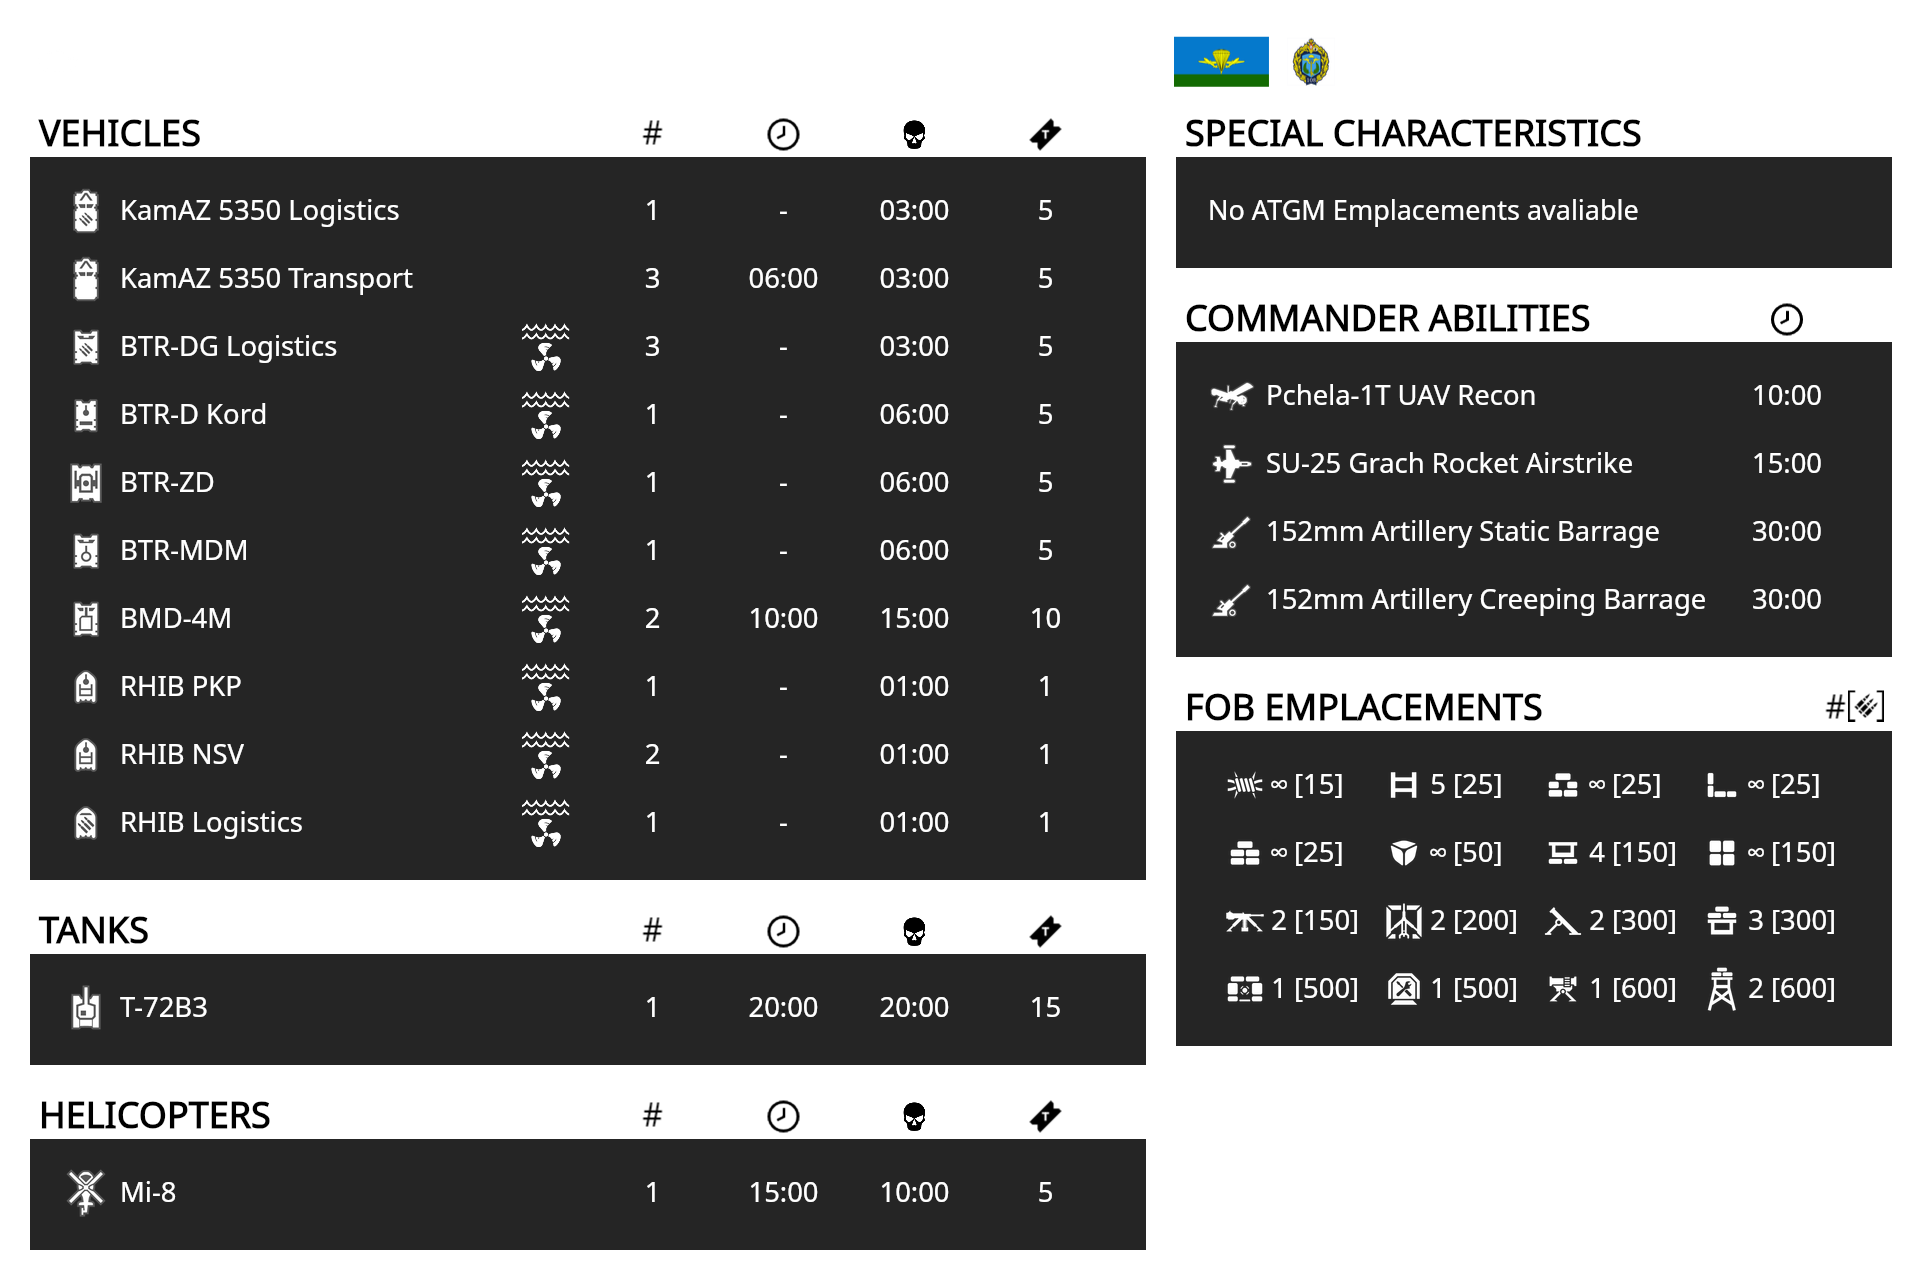 VEHICLES #
KamAZ 5350 Logistics 1 - 03:00 5
KamAZ 5350 Transport 3 06:00 03:00 5
BTR-DG Logistics 3 - 03:00 5
BTR-D Kord 1 - 06:00 5
BTR-ZD 1 - 06:00 5
BTR-MDM 1 - 06:00 5
BMD-4M 2 10:00 15:00 10
RHIB PKP 1 - 01:00 1
RHIB NSV 2 - 01:00 1
RHIB Logistics 1 - 01:00 1
TANKS #
T-72B3 1 20:00 20:00 15
HELICOPTERS #
Mi-8 1 15:00 10:00 5
SPECIAL CHARACTERISTICS
No ATGM Emplacements avaliable
COMMANDER ABILITIES
Pchela-1T UAV Recon 10:00
SU-25 Grach Rocket Airstrike 15:00
152mm Artillery Static Barrage 30:00
152mm Artillery Creeping Barrage 30:00
FOB EMPLACEMENTS #[]
∞ [15] 5 [25] ∞ [25] ∞ [25]
∞ [25] ∞ [50] 4 [150] ∞ [150]
2 [150] 2 [200] 2 [300] 3 [300]
1 [500] 1 [500] 1 [600] 2 [600]